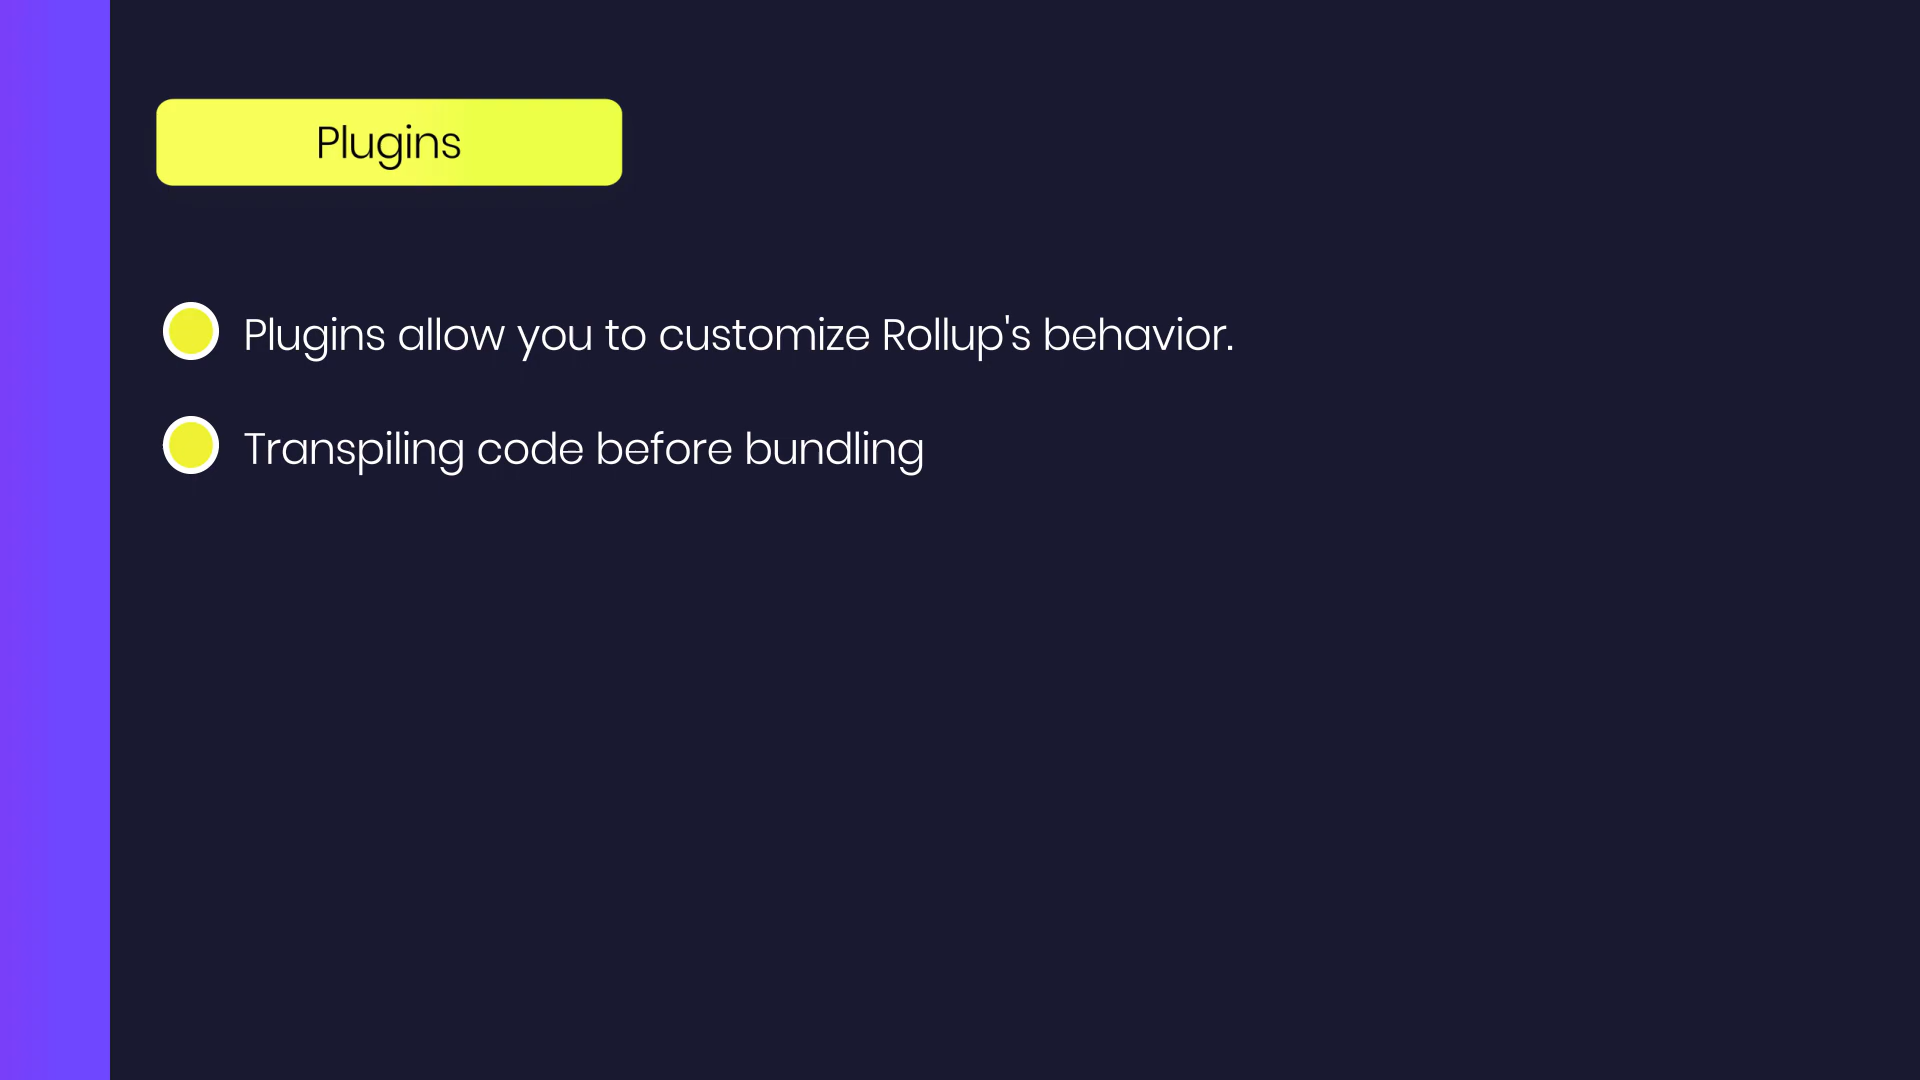 Plugins
Plugins allow you to customize Rollup's behavior.
Transpiling code before bundling